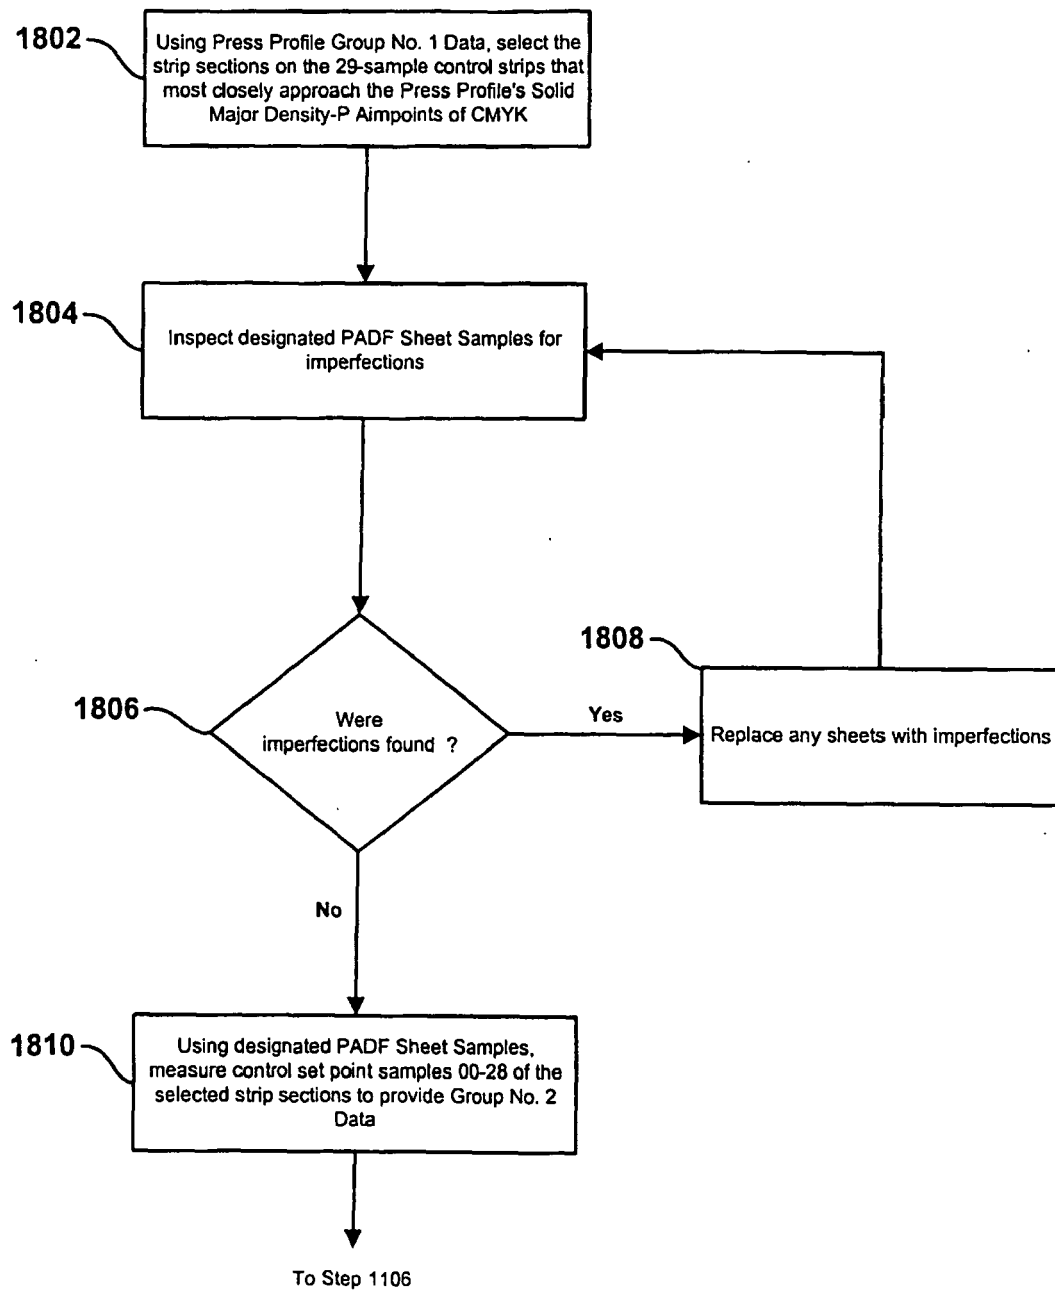 1802
Using Press Profile Group No. 1 Data, select the
strip sections on the 29-sample control strips that
most closely approach the Press Profile's Solid
Major Density-P Aimpoints of CMYK
1804
Inspect designated PADF Sheet Samples for
imperfections
1806
Were
imperfections found ?
Yes
1808
Replace any sheets with imperfections
No
1810
Using designated PADF Sheet Samples,
measure control set point samples 00-28 of the
selected strip sections to provide Group No. 2
Data
To Step 1106